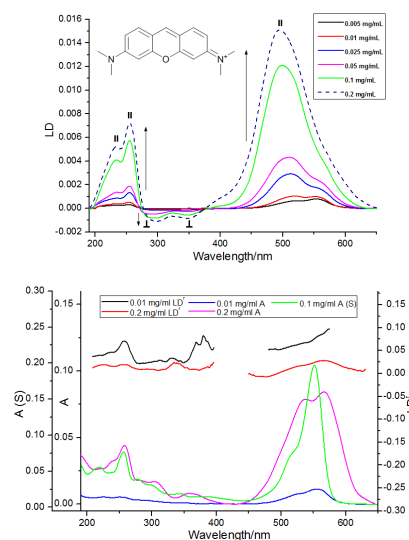 LD
0.016
0.014
0.012
0.010
0.008
0.006
0.004
0.002
0.000
-0.002
200 300 400 500 600
Wavelength/nm
N N⁺ O
II II II
⊥ ⊥
0.005 mg/mL
0.01 mg/mL
0.025 mg/mL
0.05 mg/mL
0.1 mg/mL
0.2 mg/mL
0.01 mg/ml LDʳ 0.01 mg/ml A 0.1 mg/ml A (S)
0.2 mg/ml LDʳ 0.2 mg/ml A
A (S)
0.30
0.25
0.20
0.15
0.10
0.05
0.00
A
0.15
0.10
0.05
0.00
0.15
0.10
0.05
0.00
-0.05
-0.10
-0.15
-0.20
-0.25
-0.30
200 300 400 500 600
Wavelength/nm